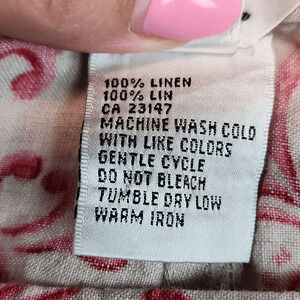 100% LINEN
100% LIN
CA 23147
MACHINE WASH COLD
WITH LIKE COLORS
GENTLE CYCLE
DO NOT BLEACH
TUMBLE DRY LOW
WARM IRON